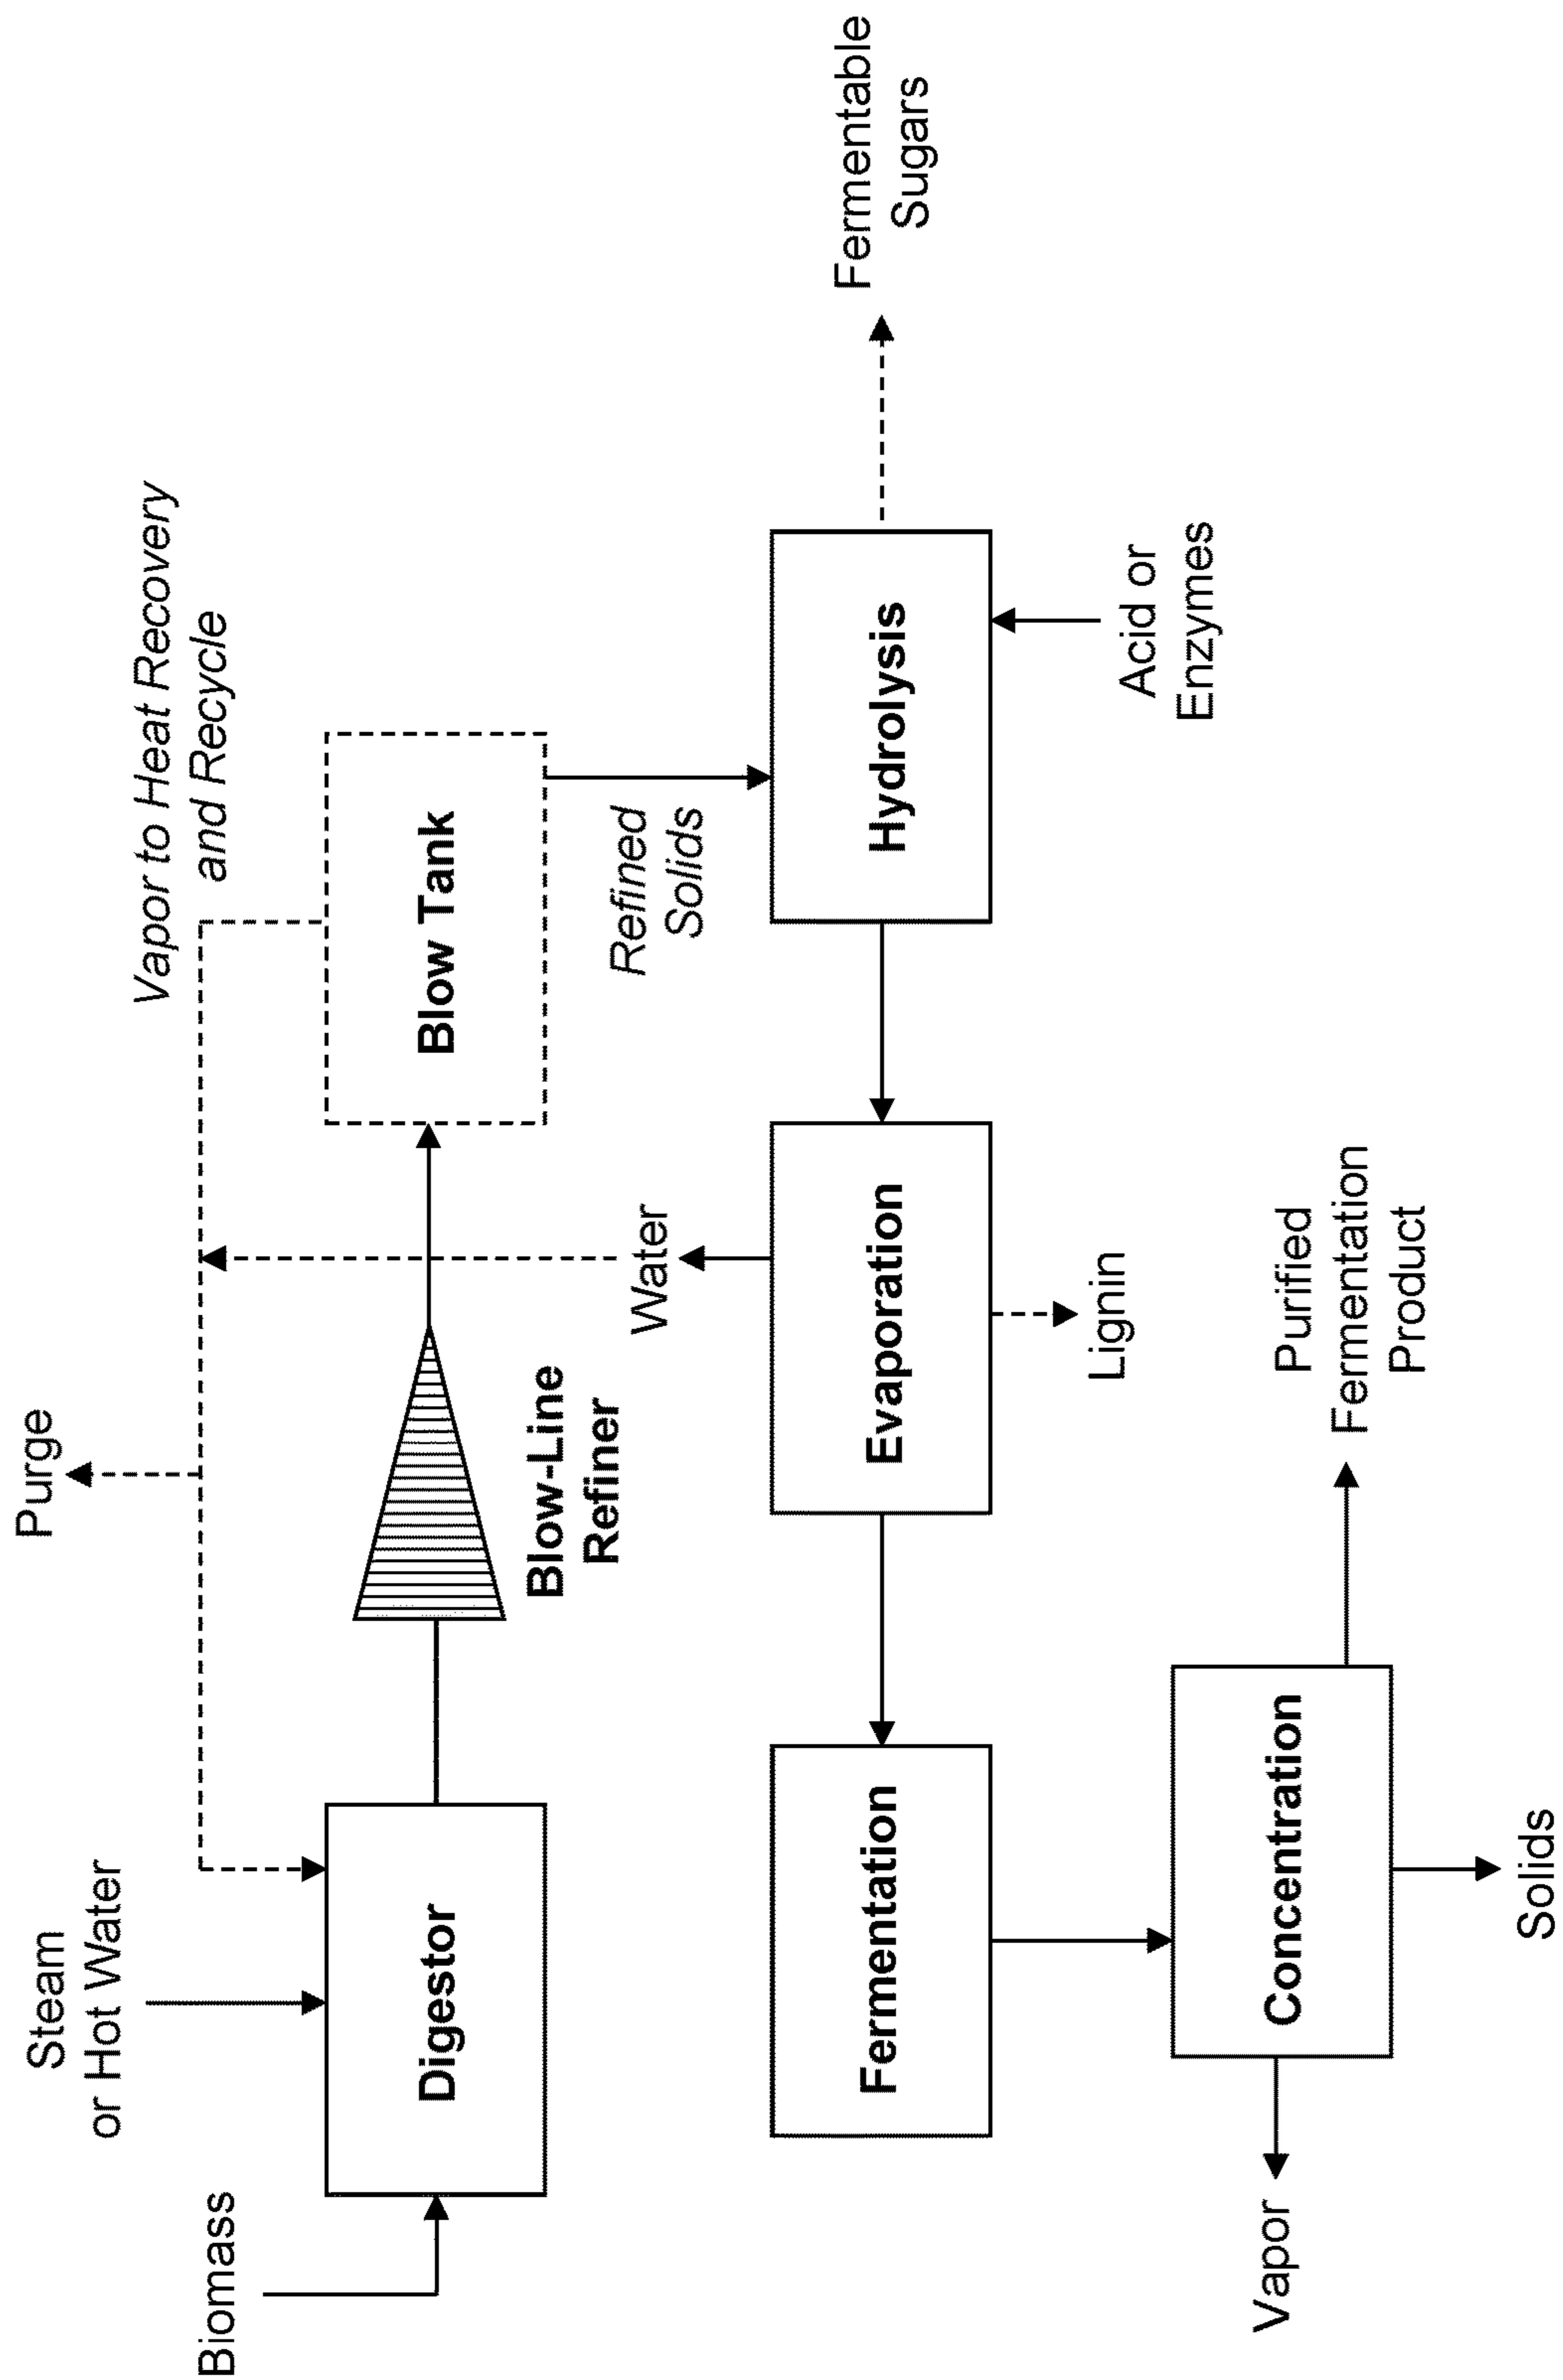 Steam
or Hot Water
Purge
Vapor to Heat Recovery
and Recycle
Biomass
Digestor
Blow-Line
Refiner
Blow Tank
Refined
Solids
Water
Fermentation
Evaporation
Hydrolysis
Fermentable
Sugars
Lignin
Acid or
Enzymes
Vapor
Concentration
Purified
Fermentation
Product
Solids